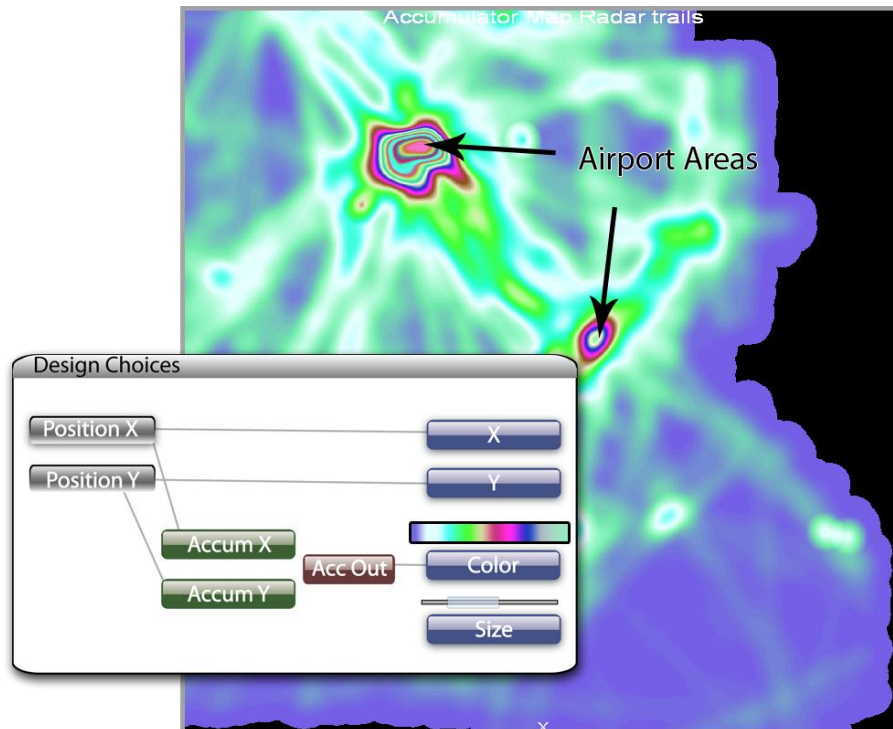 Accumulator Map Radar trails
Airport Areas
Design Choices
Position X
X
Position Y
Y
Accum X
Acc Out
Color
Accum Y
Size
X